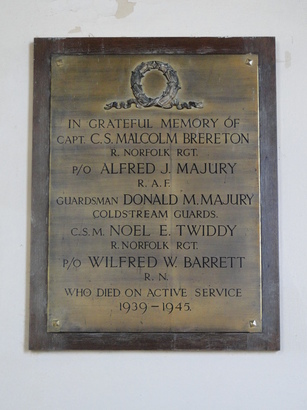 IN GRATEFUL MEMORY OF
CAPT. C.S. MALCOLM BRERETON
R. NORFOLK RGT.
P/O ALFRED J. MAJURY
R.A.F.
GUARDSMAN DONALD M. MAJURY
COLDSTREAM GUARDS.
C.S.M. NOEL E. TWIDDY
R. NORFOLK RGT.
P/O WILFRED W. BARRETT
R.N.
WHO DIED ON ACTIVE SERVICE
1939-1945.